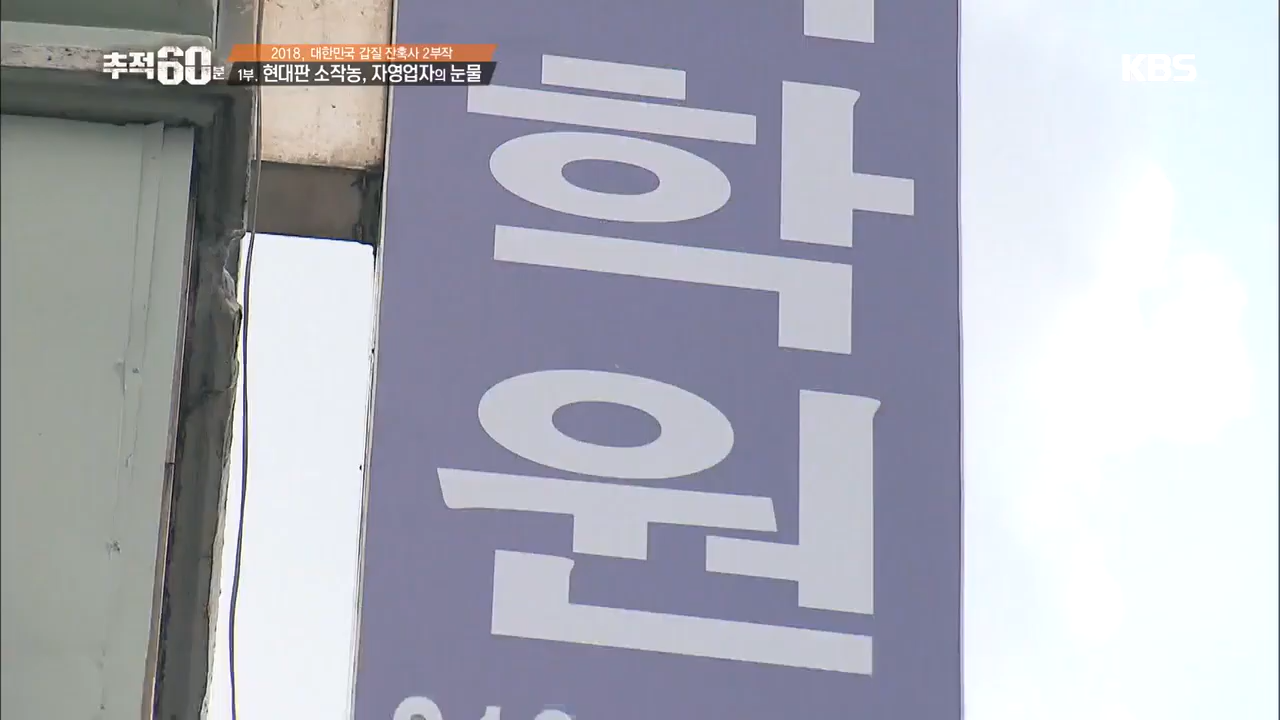 추적60분
2018, 대한민국 갑질 잔혹사 2부작
1부. 현대판 소작농, 자영업자의 눈물
KBS
학
원